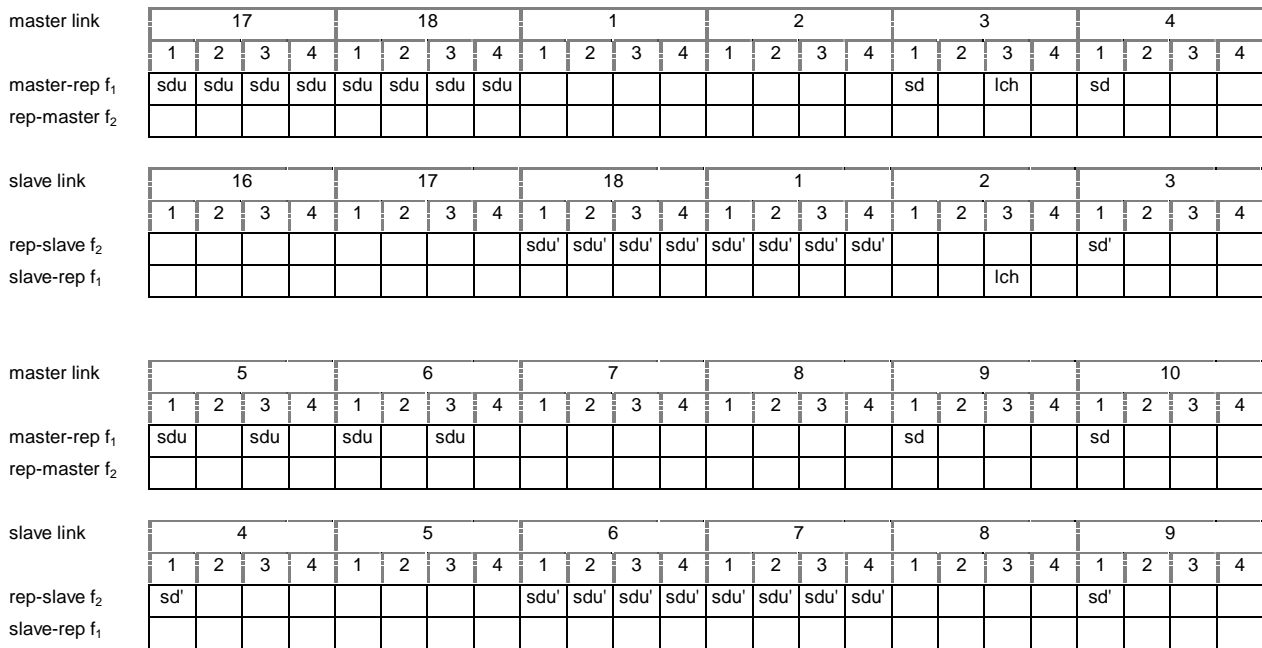 master link 17 18 1 2 3 4
1 2 3 4 1 2 3 4 1 2 3 4 1 2 3 4 1 2 3 4 1 2 3 4
master-rep f1 sdu sdu sdu sdu sdu sdu sdu sdu sd lch sd
rep-master f2
slave link 16 17 18 1 2 3
1 2 3 4 1 2 3 4 1 2 3 4 1 2 3 4 1 2 3 4 1 2 3 4
rep-slave f2 sdu' sdu' sdu' sdu' sdu' sdu' sdu' sdu' sd'
slave-rep f1 lch
master link 5 6 7 8 9 10
1 2 3 4 1 2 3 4 1 2 3 4 1 2 3 4 1 2 3 4 1 2 3 4
master-rep f1 sdu sdu sdu sdu sd sd
rep-master f2
slave link 4 5 6 7 8 9
1 2 3 4 1 2 3 4 1 2 3 4 1 2 3 4 1 2 3 4 1 2 3 4
rep-slave f2 sd' sdu' sdu' sdu' sdu' sdu' sdu' sdu' sdu' sd'
slave-rep f1